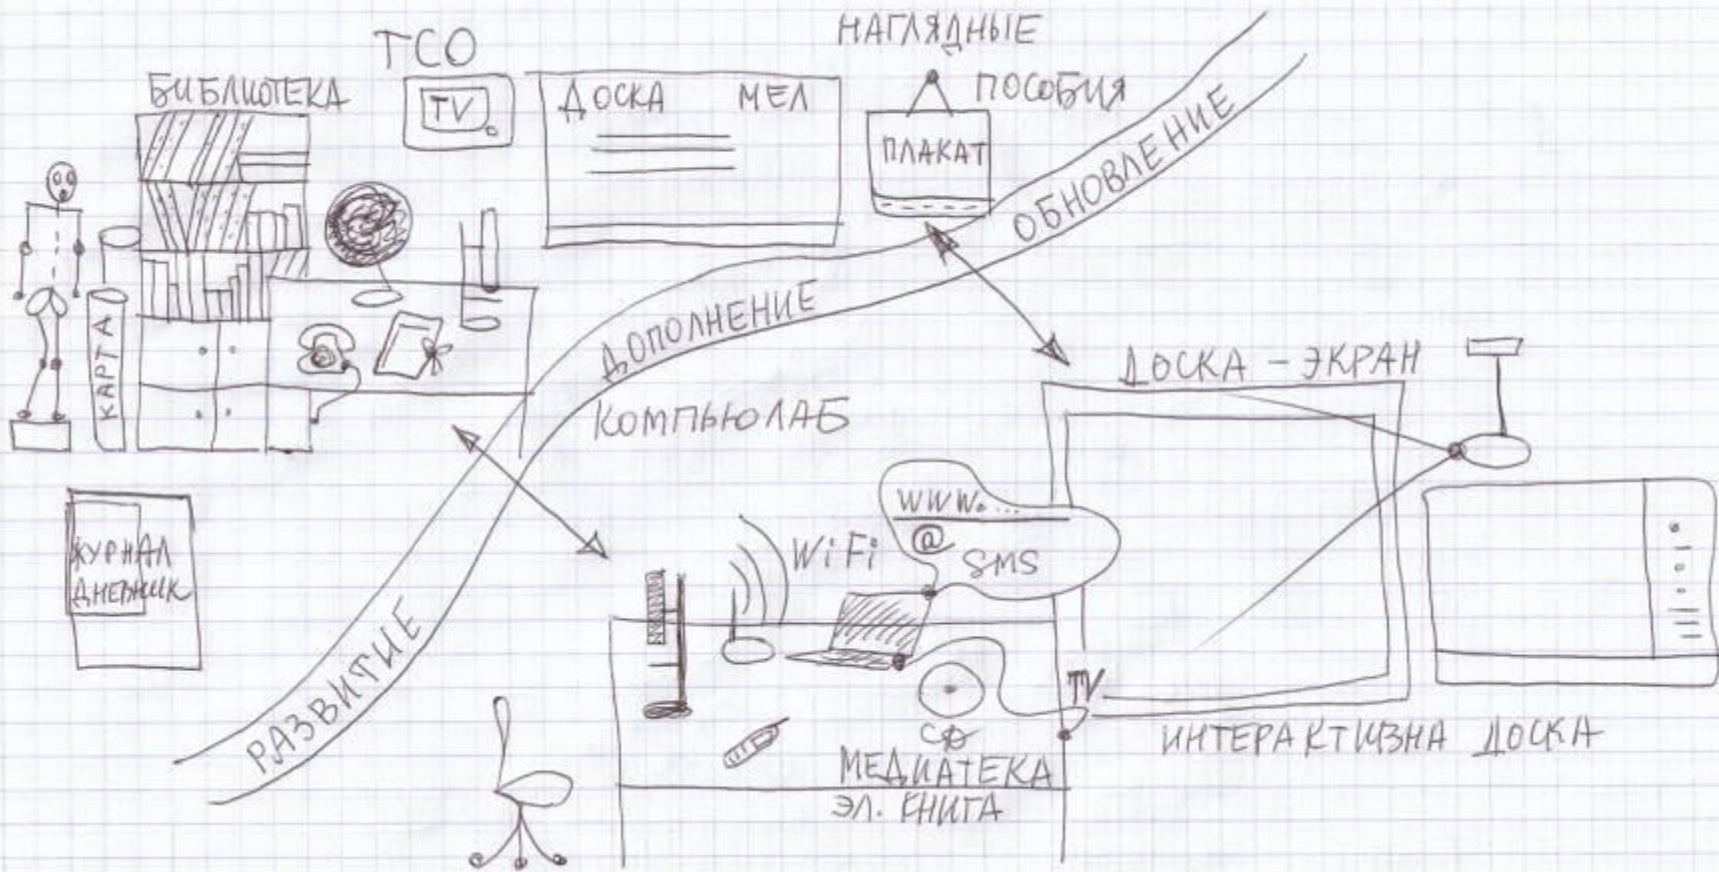 НАГЛЯДНЫЕ
ПОСОБИЯ
ТСО
БИБЛИОТЕКА
TV
ДОСКА МЕЛ
ПЛАКАТ
ОБНОВЛЕНИЕ
ДОПОЛНЕНИЕ
РАЗВИТИЕ
КАРТА
ЖУРНАЛ
ДНЕВНИК
КОМПЬЮЛАБ
ДОСКА - ЭКРАН
WWW. ...
@
SMS
WiFi
TV
CD
МЕДИАТЕКА
ЭЛ. КНИГА
ИНТЕРАКТИВНА ДОСКА